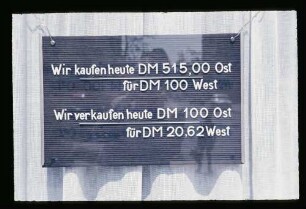 Wir kaufen heute DM 515,00 Ost
für DM 100 West
Wir verkaufen heute DM 100 Ost
für DM 20.62 West